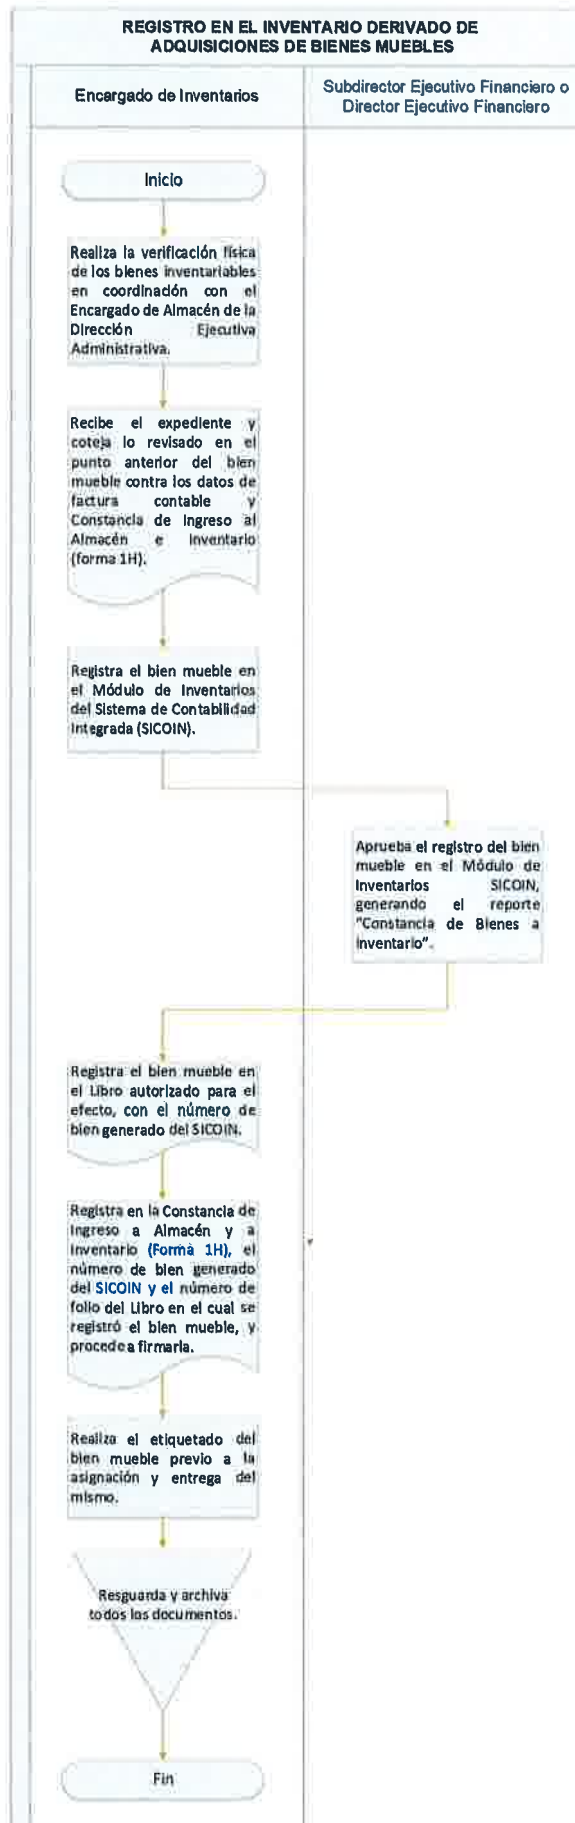 REGISTRO EN EL INVENTARIO DERIVADO DE
ADQUISICIONES DE BIENES MUEBLES
Encargado de Inventarios
Subdirector Ejecutivo Financiero o
Director Ejecutivo Financiero
Inicio
Realiza la verificación física
de los bienes inventariables
en coordinación con el
Encargado de Almacén de la
Dirección Ejecutiva
Administrativa.
Recibe el expediente y
coteja lo revisado en el
punto anterior del bien
mueble contra los datos de
factura contable y
Constancia de Ingreso al
Almacén e Inventario
(forma 1H).
Registra el bien mueble en
el Módulo de Inventarios
del Sistema de Contabilidad
Integrada (SICOIN).
Aprueba el registro del bien
mueble en el Módulo de
Inventarios SICOIN,
generando el reporte
"Constancia de Bienes a
Inventario".
Registra el bien mueble en
el Libro autorizado para el
efecto, con el número de
bien generado del SICOIN.
Registra en la Constancia de
Ingreso a Almacén y a
Inventario (Forma 1H), el
número de bien generado
del SICOIN y el número de
folio del Libro en el cual se
registró el bien mueble, y
procede a firmarla.
Realiza el etiquetado del
bien mueble previo a la
asignación y entrega del
mismo.
Resguarda y archiva
todos los documentos.
Fin